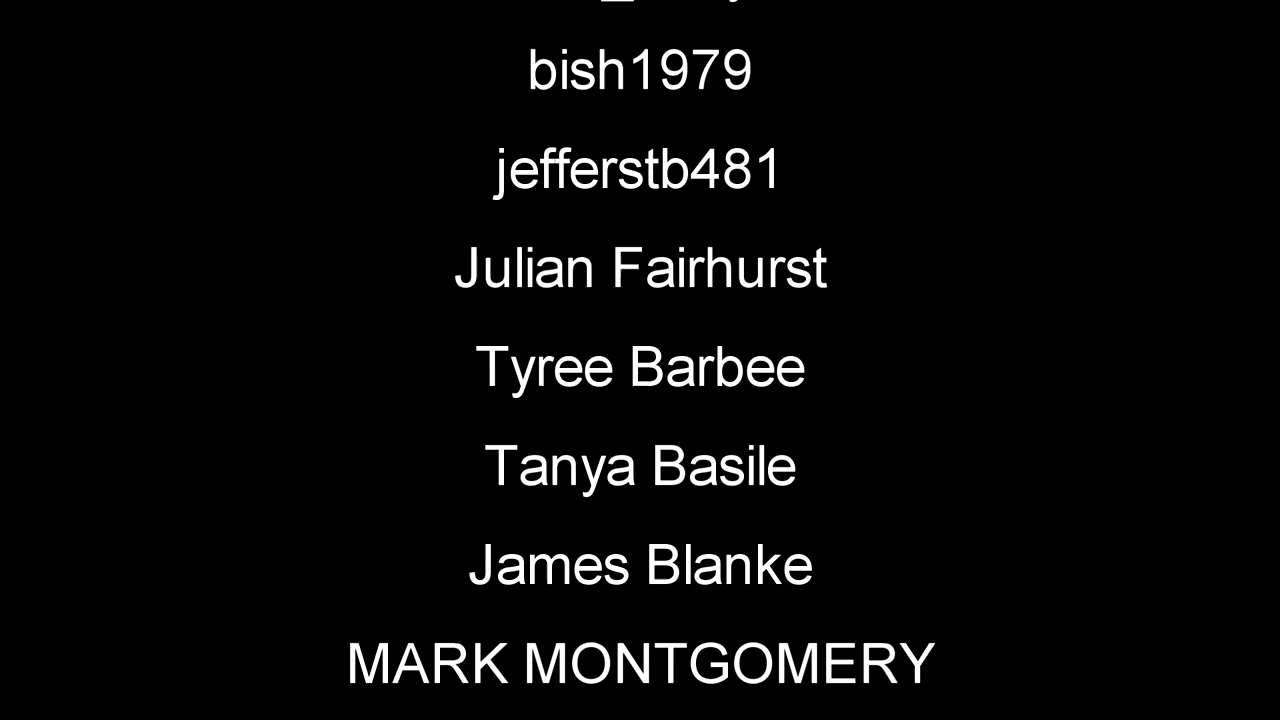 bish1979
jefferstb481
Julian Fairhurst
Tyree Barbee
Tanya Basile
James Blanke
MARK MONTGOMERY